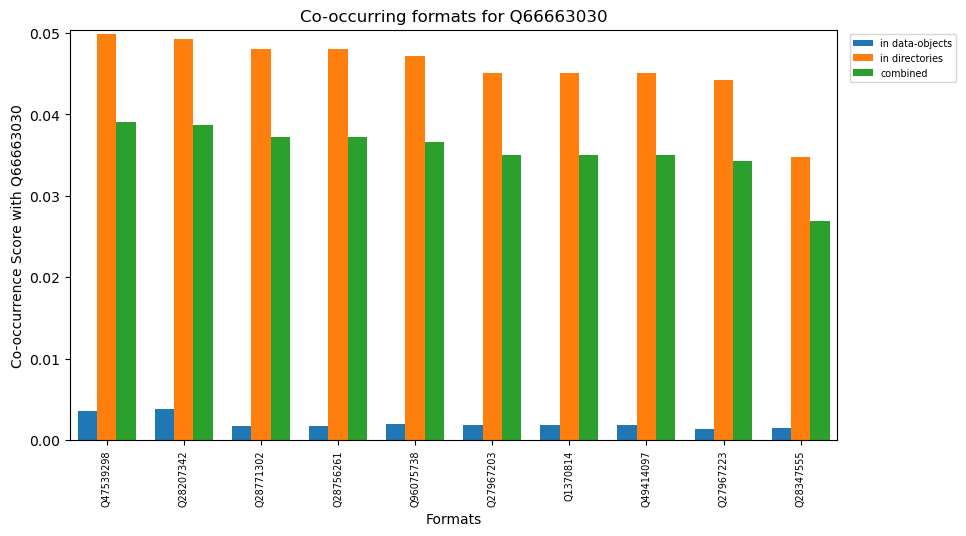 Co-occurring formats for Q66663030
Co-occurrence Score with Q66663030
0.05
0.04
0.03
0.02
0.01
0.00
Q47539298
Q28207342
Q28771302
Q28756261
Q96075738
Q27967203
Q1370814
Q49414097
Q27967223
Q28347555
Formats
in data-objects
in directories
combined